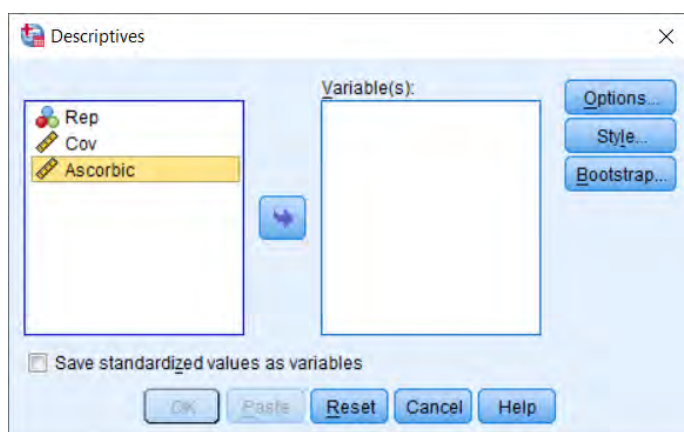 Descriptives
Variable(s):
Rep
Cov
Ascorbic
Options...
Style...
Bootstrap...
Save standardized values as variables
OK Paste Reset Cancel Help